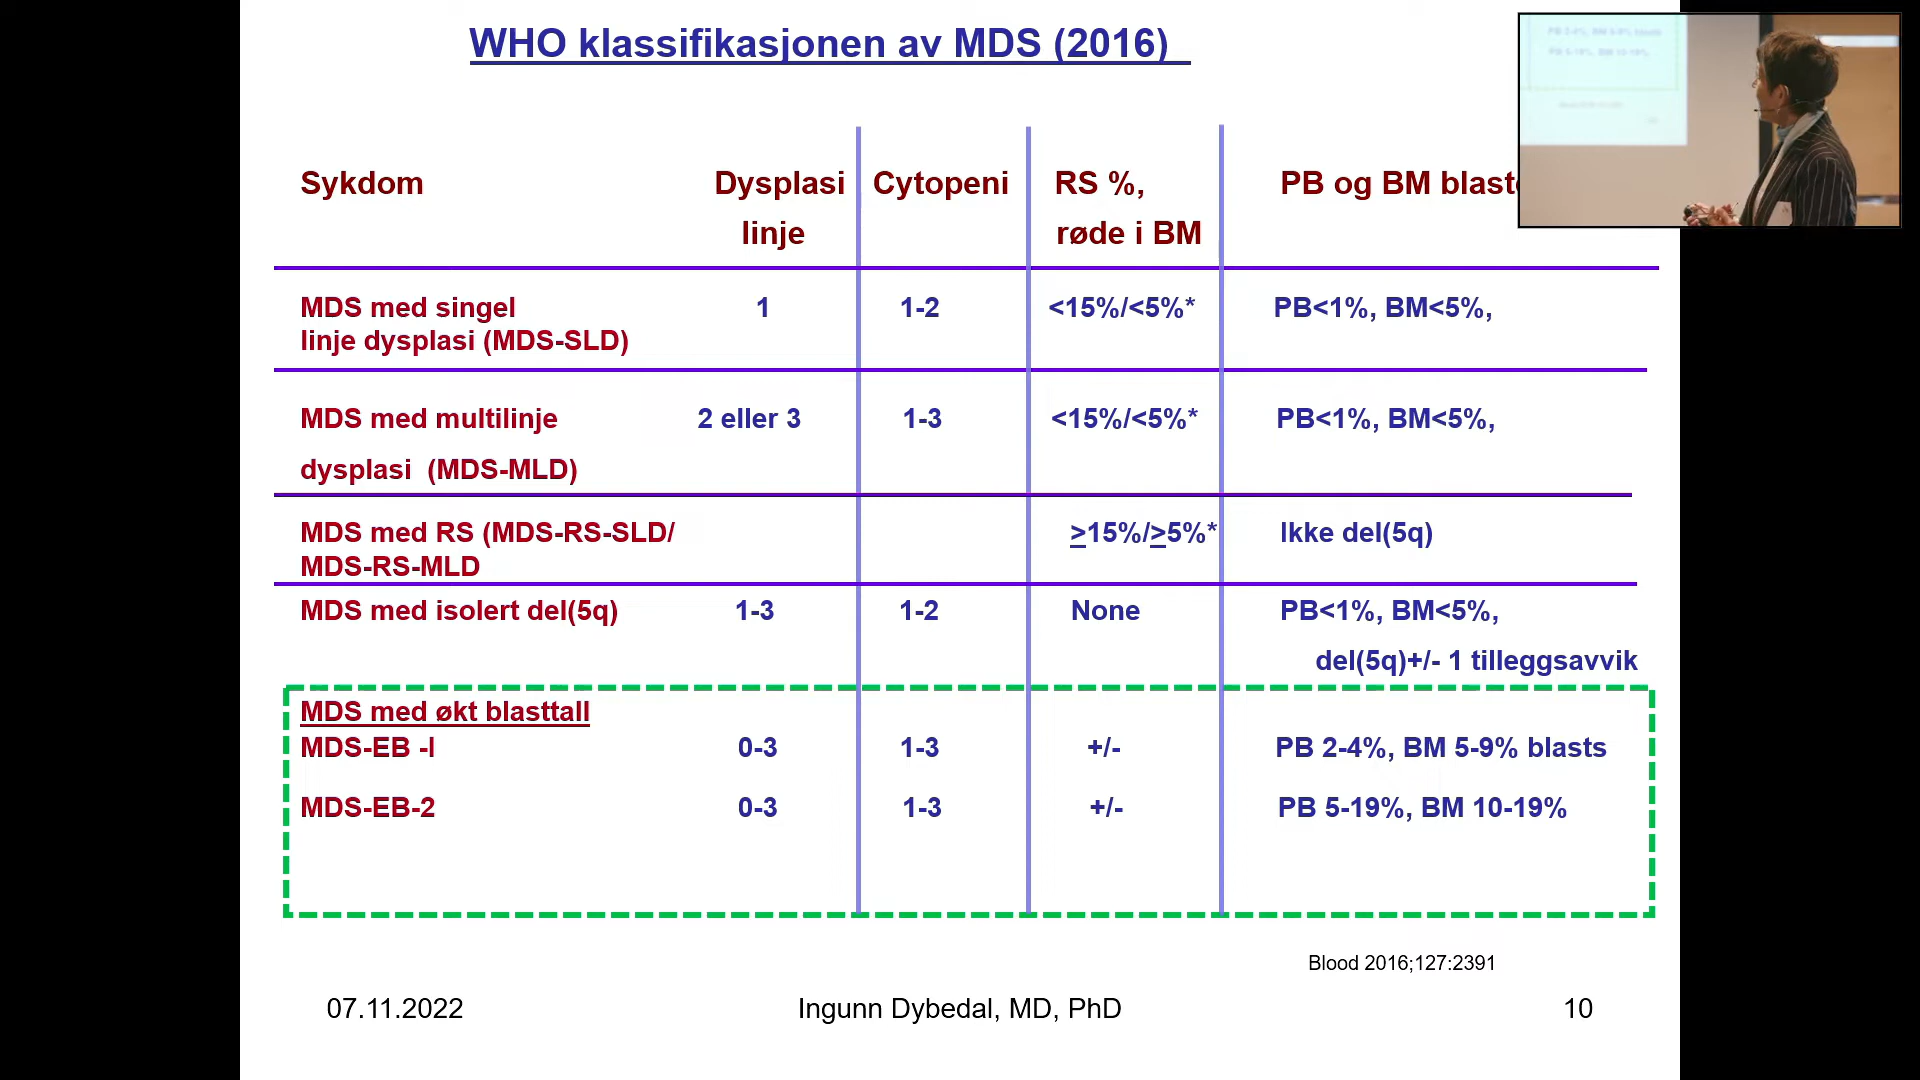 WHO klassifikasjonen av MDS (2016)
Sykdom Dysplasi Cytopeni RS %, PB og BM
linje røde i BM
MDS med singel 1 1-2 <15%/<5%* PB<1%, BM<5%,
linje dysplasi (MDS-SLD)
MDS med multilinje 2 eller 3 1-3 <15%/<5%* PB<1%, BM<5%,
dysplasi (MDS-MLD)
MDS med RS (MDS-RS-SLD/ ≥15%/≥5%* Ikke del(5q)
MDS-RS-MLD
MDS med isolert del(5q) 1-3 1-2 None PB<1%, BM<5%,
del(5q)+/- 1 tilleggsavvik
MDS med økt blasttall
MDS-EB -I 0-3 1-3 +/- PB 2-4%, BM 5-9% blasts
MDS-EB-2 0-3 1-3 +/- PB 5-19%, BM 10-19%
Blood 2016;127:2391
07.11.2022 Ingunn Dybedal, MD, PhD 10